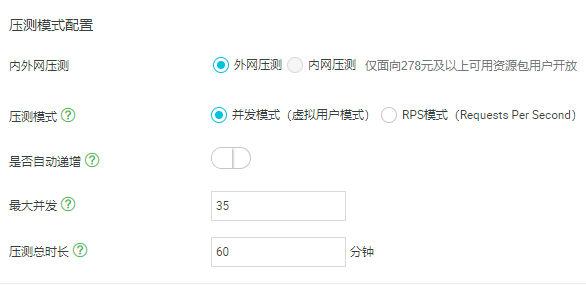 压测模式配置
内外网压测 外网压测 内网压测 仅面向278元及以上可用资源包用户开放
压测模式 ? 并发模式（虚拟用户模式） RPS模式（Requests Per Second）
是否自动递增 ?
最大并发 ? 35
压测总时长 ? 60 分钟